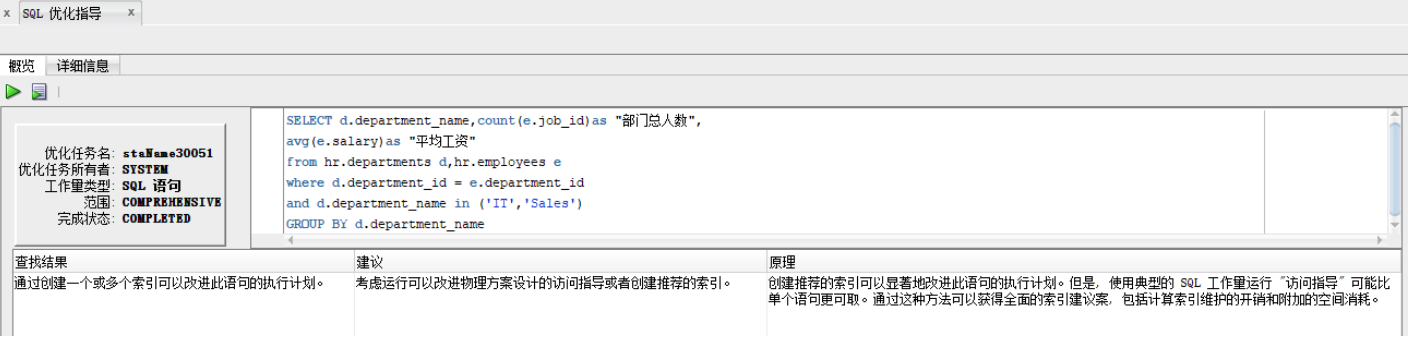 x SQL 优化指导 x
概览 详细信息
SELECT d.department_name,count(e.job_id)as "部门总人数",
avg(e.salary)as "平均工资"
from hr.departments d,hr.employees e
where d.department_id = e.department_id
and d.department_name in ('IT','Sales')
GROUP BY d.department_name
优化任务名: staName30051
优化任务所有者: SYSTEM
工作量类型: SQL 语句
范围: COMPREHENSIVE
完成状态: COMPLETED
查找结果 建议 原理
通过创建一个或多个索引可以改进此语句的执行计划。
考虑运行可以改进物理方案设计的访问指导或者创建推荐的索引。
创建推荐的索引可以显著地改进此语句的执行计划。但是, 使用典型的 SQL 工作量运行 "访问指导" 可能比
单个语句更可取。通过这种方法可以获得全面的索引建议案, 包括计算索引维护的开销和附加的空间消耗。